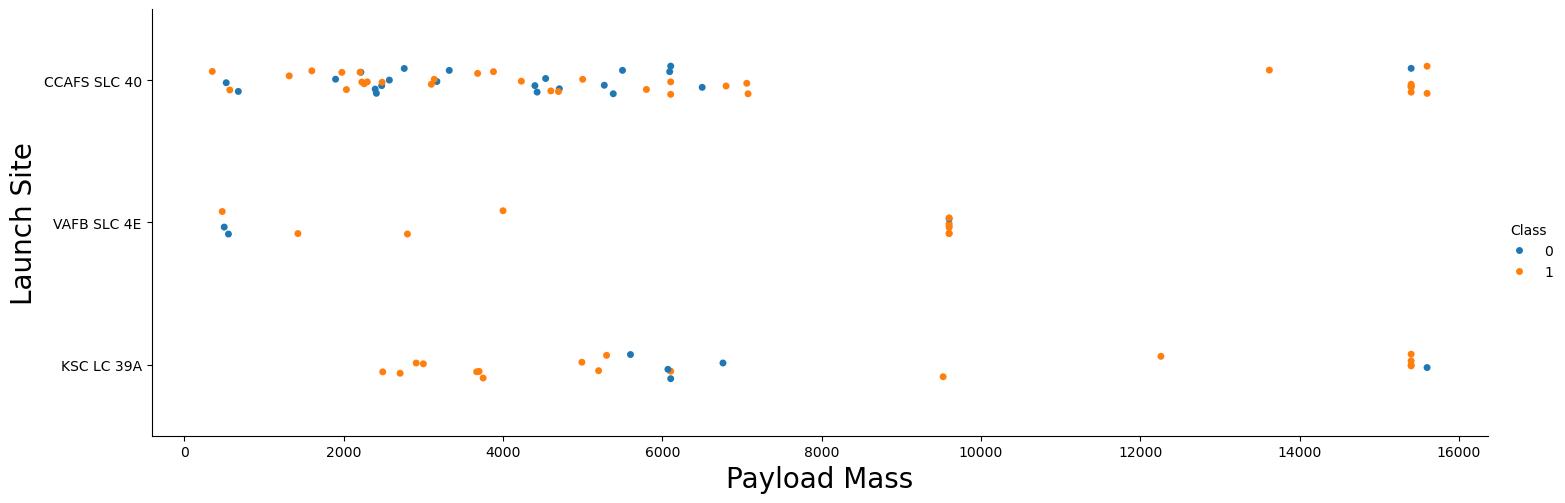 Launch Site
CCAFS SLC 40
VAFB SLC 4E
KSC LC 39A
0 2000 4000 6000 8000 10000 12000 14000 16000
Payload Mass
Class
0
1